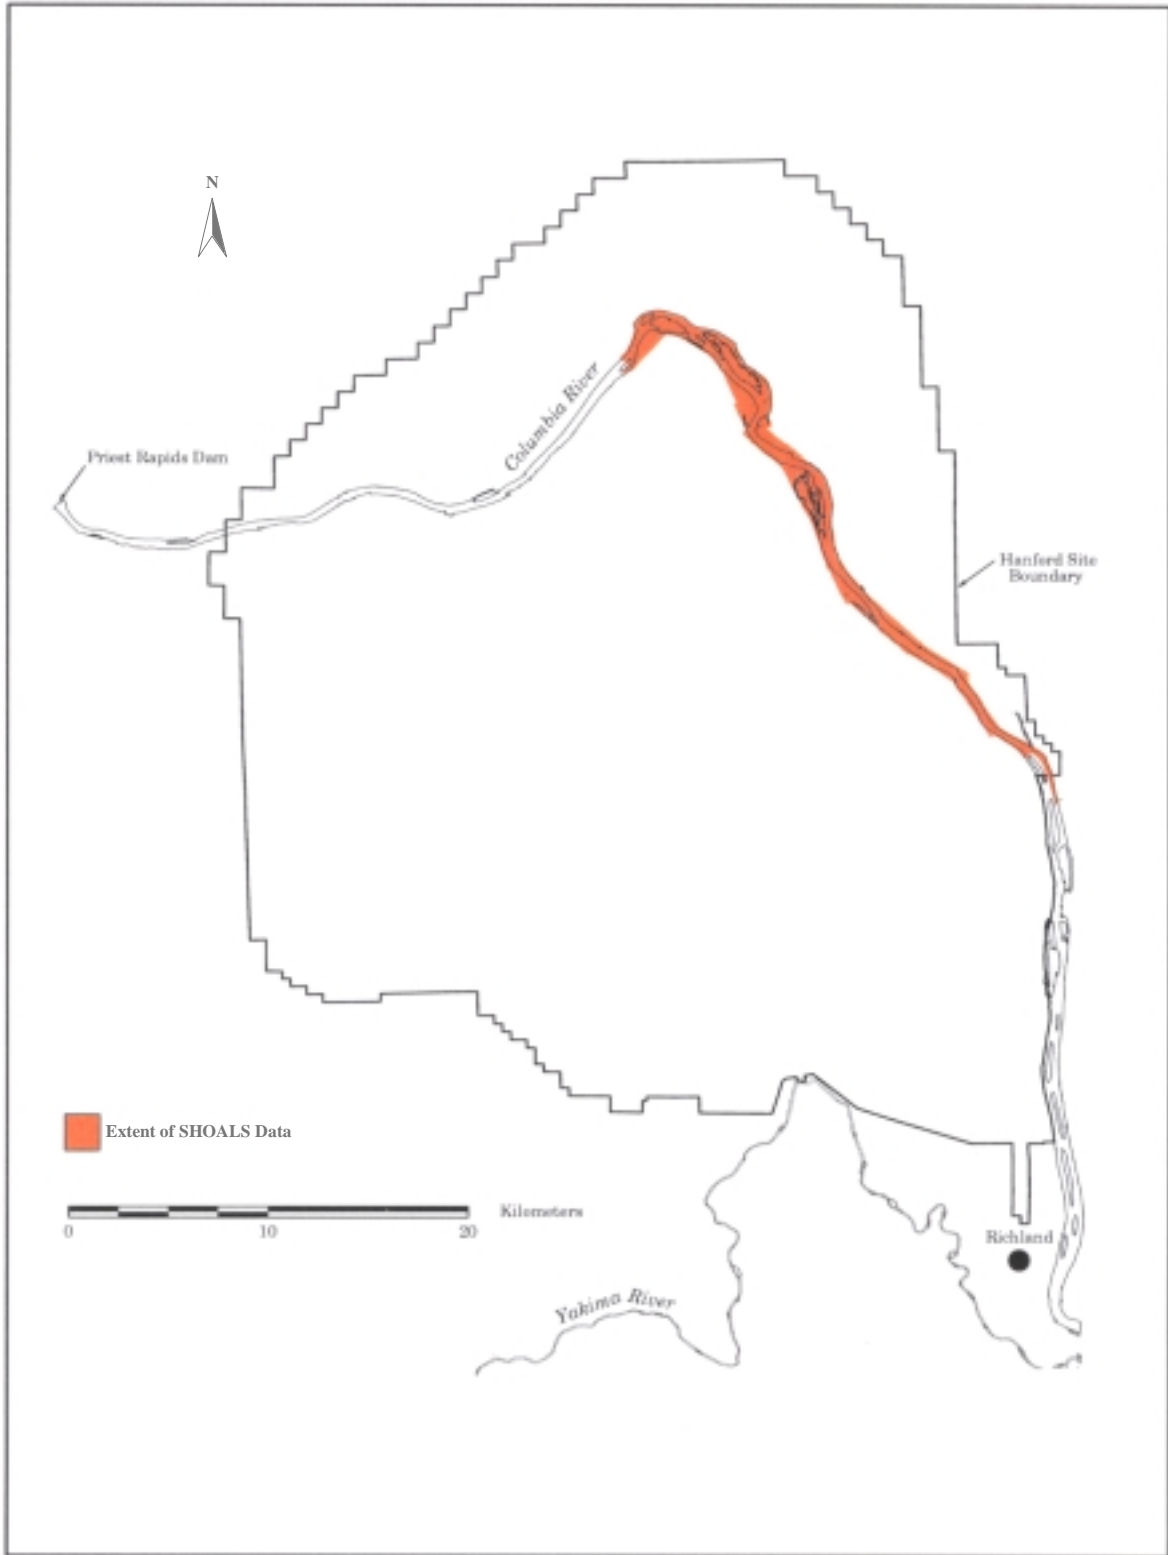 N
Columbia River
Priest Rapids Dam
Hanford Site
Boundary
Extent of SHOALS Data
Kilometers
0 10 20
Richland
Yakima River